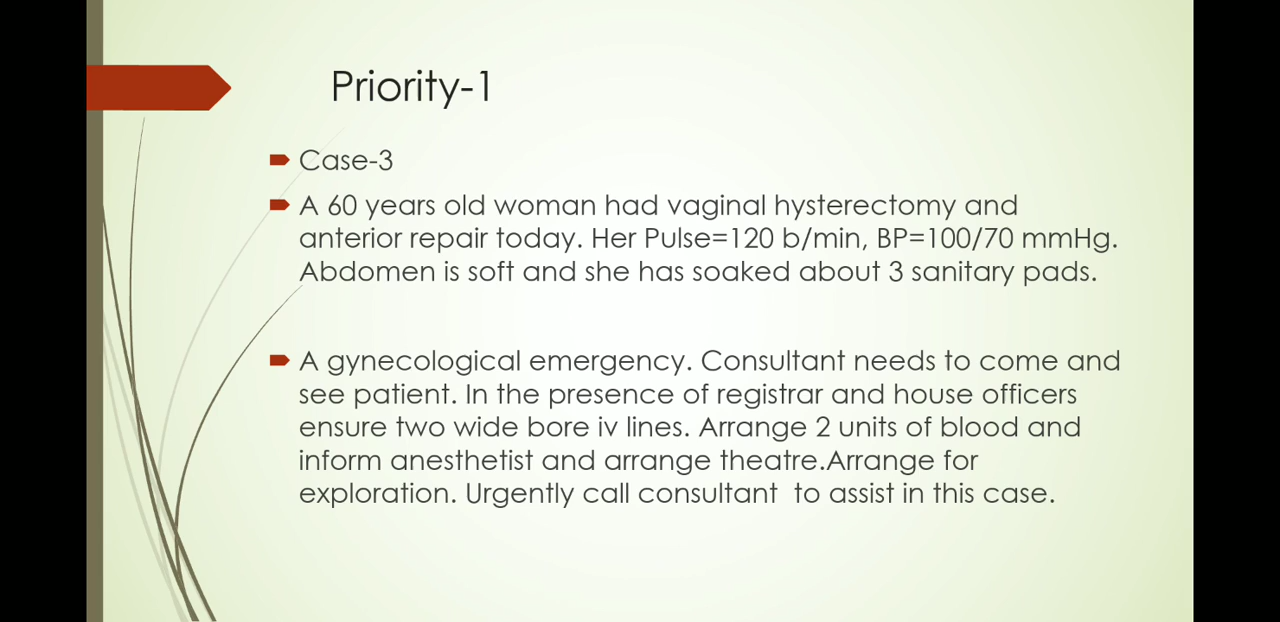 Priority-1
Case-3
A 60 years old woman had vaginal hysterectomy and
anterior repair today. Her Pulse=120 b/min, BP=100/70 mmHg.
Abdomen is soft and she has soaked about 3 sanitary pads.
A gynecological emergency. Consultant needs to come and
see patient. In the presence of registrar and house officers
ensure two wide bore iv lines. Arrange 2 units of blood and
inform anesthetist and arrange theatre.Arrange for
exploration. Urgently call consultant  to assist in this case.